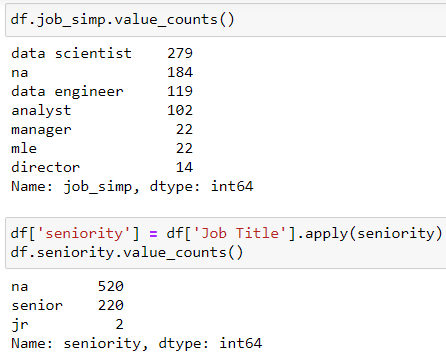 df.job_simp.value_counts()
data scientist    279
na                184
data engineer     119
analyst           102
manager            22
mle                22
director           14
Name: job_simp, dtype: int64
df['seniority'] = df['Job Title'].apply(seniority)
df.seniority.value_counts()
na        520
senior    220
jr          2
Name: seniority, dtype: int64